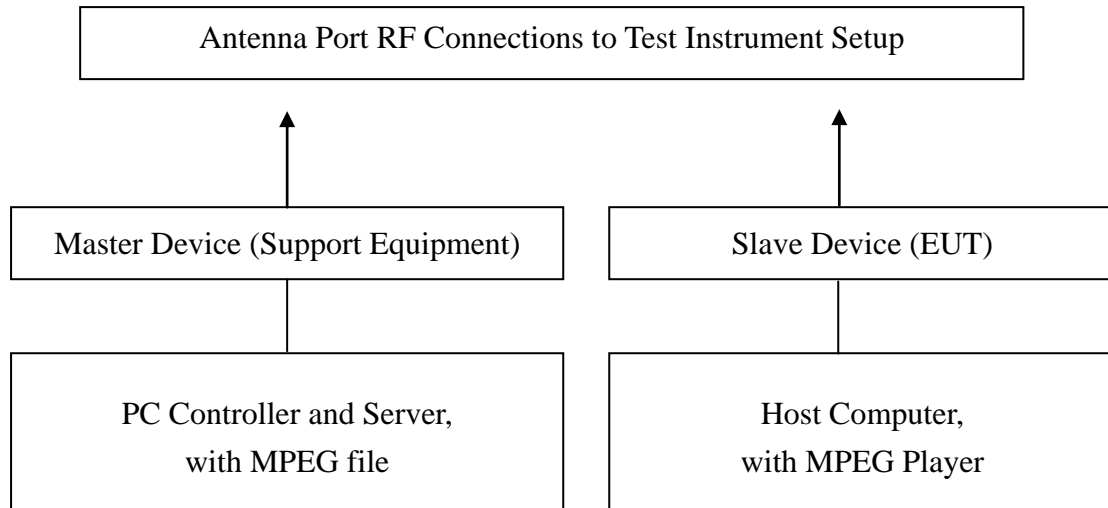 Antenna Port RF Connections to Test Instrument Setup
Master Device (Support Equipment)
Slave Device (EUT)
PC Controller and Server,
with MPEG file
Host Computer,
with MPEG Player